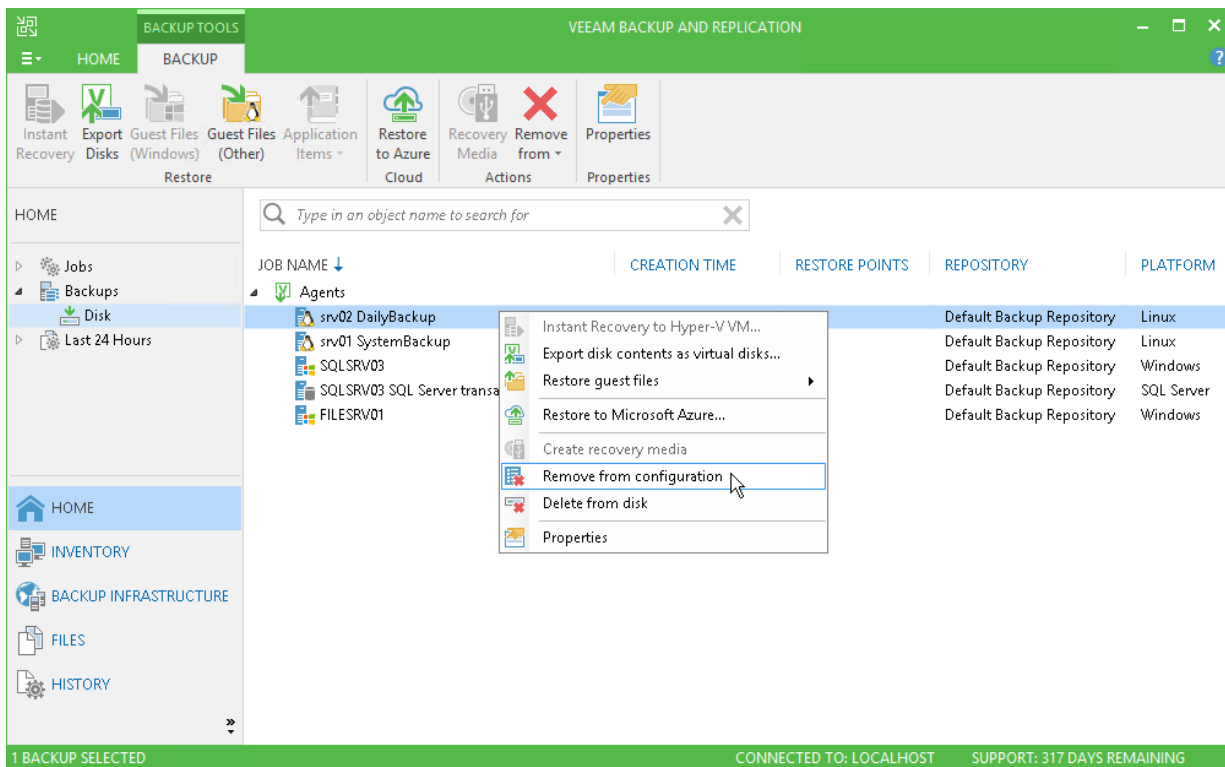 BACKUP TOOLS
VEEAM BACKUP AND REPLICATION
HOME
BACKUP
?
Instant Recovery
Export Disks
Guest Files (Windows)
Guest Files (Other)
Application Items
Restore
Restore to Azure
Cloud
Recovery Media
Remove from
Actions
Properties
Properties
HOME
Type in an object name to search for
Jobs
Backups
Disk
Last 24 Hours
JOB NAME CREATION TIME RESTORE POINTS REPOSITORY PLATFORM
Agents
srv02 DailyBackup Default Backup Repository Linux
srv01 SystemBackup Default Backup Repository Linux
SQLSRV03 Default Backup Repository Windows
SQLSRV03 SQL Server transa Default Backup Repository SQL Server
FILESRV01 Default Backup Repository Windows
Instant Recovery to Hyper-V VM...
Export disk contents as virtual disks...
Restore guest files
Restore to Microsoft Azure...
Create recovery media
Remove from configuration
Delete from disk
Properties
HOME
INVENTORY
BACKUP INFRASTRUCTURE
FILES
HISTORY
1 BACKUP SELECTED CONNECTED TO: LOCALHOST SUPPORT: 317 DAYS REMAINING